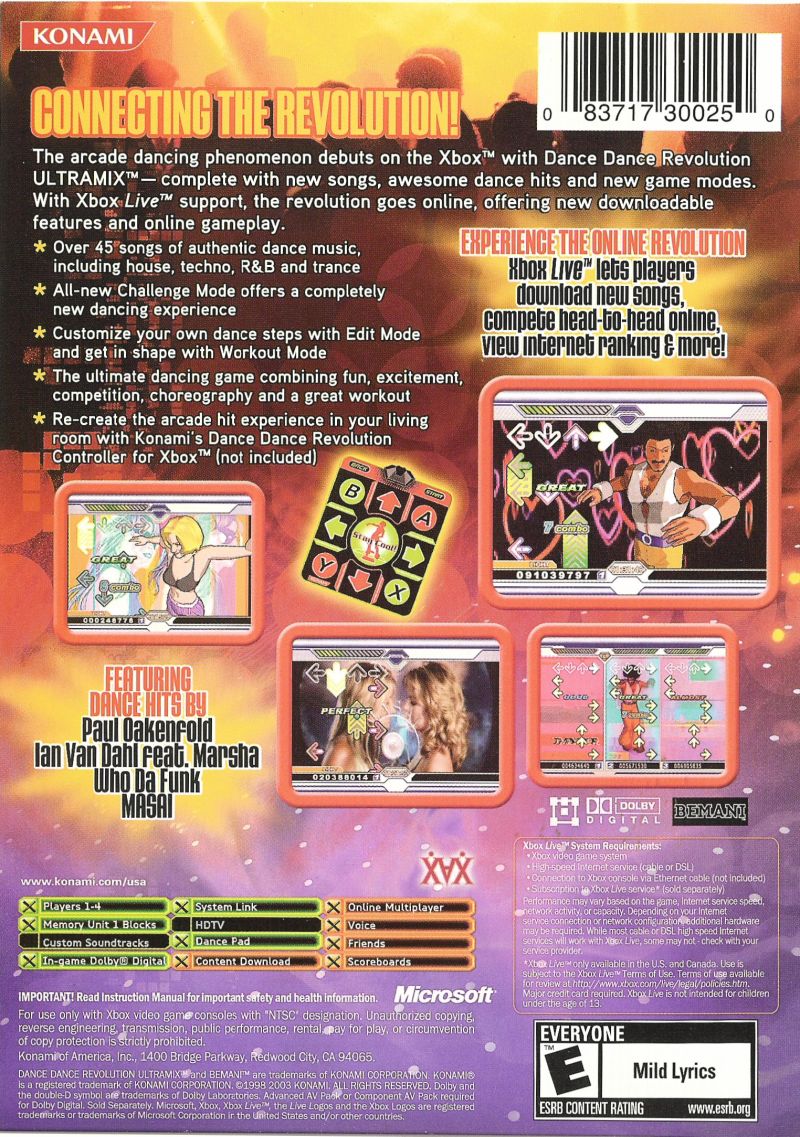 KONAMI
0 83717 30025 0
CONNECTING THE REVOLUTION!
The arcade dancing phenomenon debuts on the Xbox™ with Dance Dance Revolution
ULTRAMIX™— complete with new songs, awesome dance hits and new game modes.
With Xbox Live™ support, the revolution goes online, offering new downloadable
features and online gameplay.
* Over 45 songs of authentic dance music,
including house, techno, R&B and trance
* All-new Challenge Mode offers a completely
new dancing experience
* Customize your own dance steps with Edit Mode
and get in shape with Workout Mode
* The ultimate dancing game combining fun, excitement,
competition, choreography and a great workout
* Re-create the arcade hit experience in your living
room with Konami's Dance Dance Revolution
Controller for Xbox™ (not included)
EXPERIENCE THE ONLINE REVOLUTION
Xbox Live™ lets players
download new songs,
compete head-to-head online,
view internet ranking & more!
GREAT
7 combo
091039797
BACK
START
B
A
Stay Cool!
Y
X
GREAT
9 combo
000246776
PERFECT
020388014
GREAT
ALMOST
DANGER
004634640 2 005671530 3 004805835
FEATURING
DANCE HITS BY
Paul Oakenfold
Ian Van Dahl feat. Marsha
Who Da Funk
MASAI
DOLBY
DIGITAL
BEMANI
www.konami.com/usa
XAX
Players 1-4
System Link
Online Multiplayer
Memory Unit 1 Blocks
HDTV
Voice
Custom Soundtracks
Dance Pad
Friends
In-game Dolby® Digital
Content Download
Scoreboards
Xbox Live™ System Requirements:
• Xbox video game system
• High-speed Internet service (cable or DSL)
• Connection to Xbox console via Ethernet cable (not included)
• Subscription to Xbox Live service* (sold separately)
Performance may vary based on the game, Internet service speed,
network activity, or capacity. Depending on your Internet
service connection or network configuration, additional hardware
may be required. While most cable or DSL high speed Internet
services will work with Xbox Live, some may not - check with your
service provider.
*Xbox Live™ only available in the U.S. and Canada. Use is
subject to the Xbox Live™ Terms of Use. Terms of use available
for review at http://www.xbox.com/live/legal/policies.htm.
Major credit card required. Xbox Live is not intended for children
under the age of 13.
IMPORTANT! Read Instruction Manual for important safety and health information.
Microsoft
For use only with Xbox video game consoles with "NTSC" designation. Unauthorized copying,
reverse engineering, transmission, public performance, rental, pay for play, or circumvention
of copy protection is strictly prohibited.
Konami of America, Inc., 1400 Bridge Parkway, Redwood City, CA 94065.
DANCE DANCE REVOLUTION ULTRAMIX™ and BEMANI™ are trademarks of KONAMI CORPORATION. KONAMI®
is a registered trademark of KONAMI CORPORATION. ©1998 2003 KONAMI. ALL RIGHTS RESERVED. Dolby and
the double-D symbol are trademarks of Dolby Laboratories. Advanced AV Pack or Component AV Pack required
for Dolby Digital. Sold Separately. Microsoft, Xbox, Xbox Live™, the Live Logos and the Xbox Logos are registered
trademarks or trademarks of Microsoft Corporation in the United States and/or other countries.
EVERYONE
E
™
Mild Lyrics
ESRB CONTENT RATING
www.esrb.org